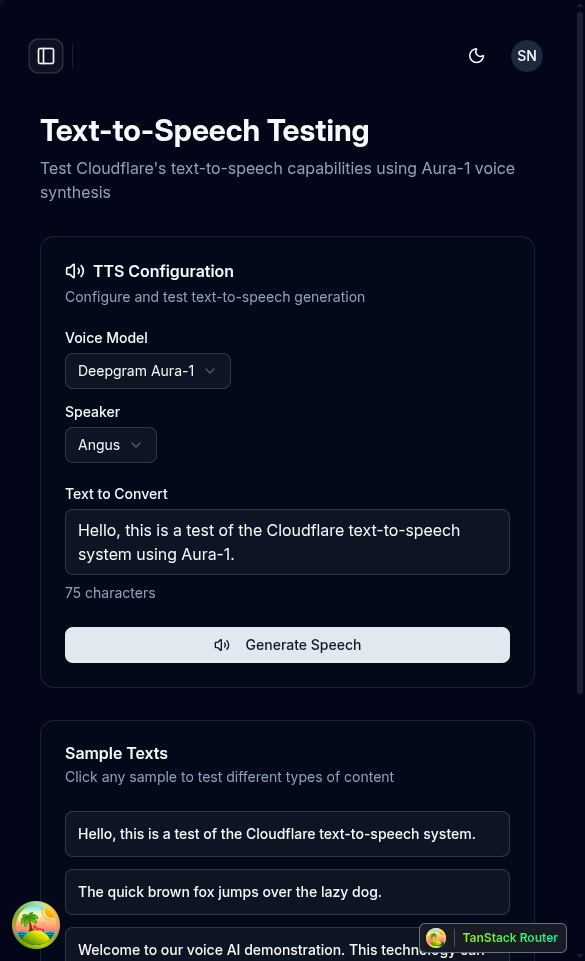 SN
Text-to-Speech Testing
Test Cloudflare's text-to-speech capabilities using Aura-1 voice
synthesis
TTS Configuration
Configure and test text-to-speech generation
Voice Model
Deepgram Aura-1
Speaker
Angus
Text to Convert
Hello, this is a test of the Cloudflare text-to-speech
system using Aura-1.
75 characters
Generate Speech
Sample Texts
Click any sample to test different types of content
Hello, this is a test of the Cloudflare text-to-speech system.
The quick brown fox jumps over the lazy dog.
Welcome to our voice AI demonstration. This technology can
TanStack Router